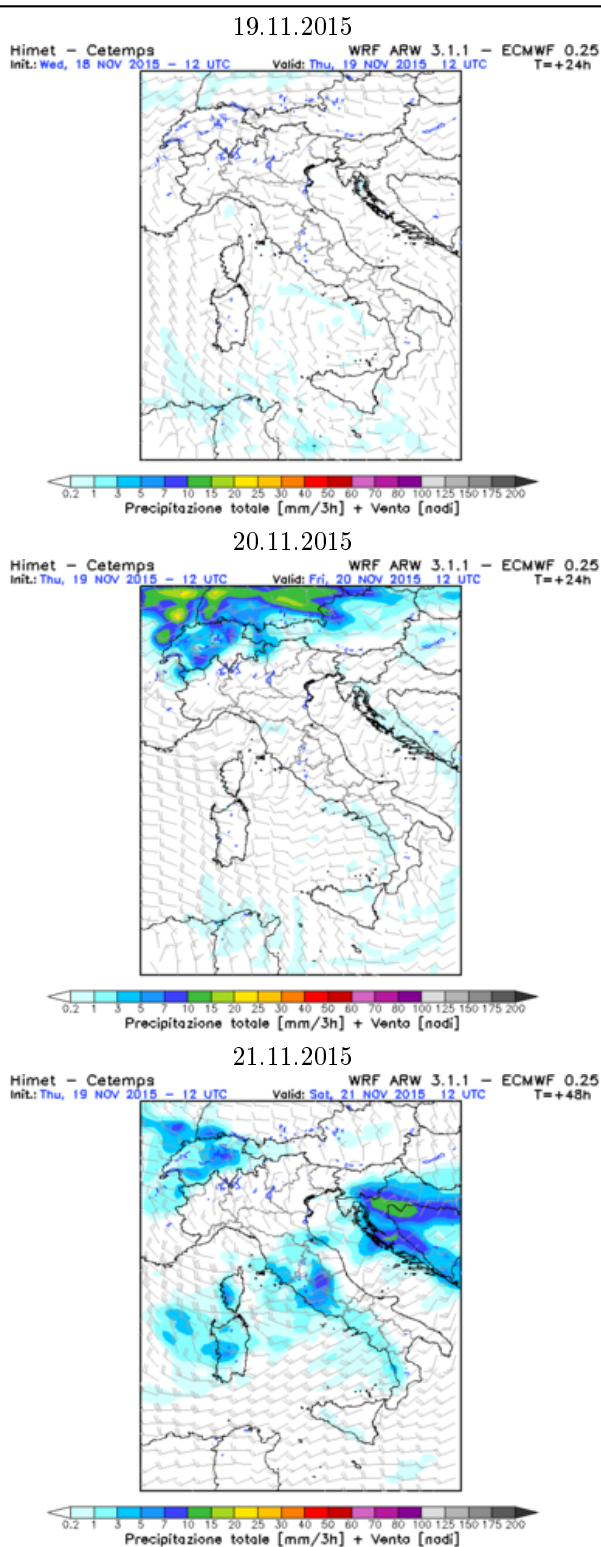 19.11.2015
Himet – Cetemps WRF ARW 3.1.1 – ECMWF 0.25
Init.: Wed, 18 NOV 2015 – 12 UTC Valid: Thu, 19 NOV 2015 12 UTC T=+24h
0.2 1 3 5 7 10 15 20 25 30 40 50 60 70 80 100 125 150 175 200
Precipitazione totale [mm/3h] + Vento [nodi]
20.11.2015
Himet – Cetemps WRF ARW 3.1.1 – ECMWF 0.25
Init.: Thu, 19 NOV 2015 – 12 UTC Valid: Fri, 20 NOV 2015 12 UTC T=+24h
0.2 1 3 5 7 10 15 20 25 30 40 50 60 70 80 100 125 150 175 200
Precipitazione totale [mm/3h] + Vento [nodi]
21.11.2015
Himet – Cetemps WRF ARW 3.1.1 – ECMWF 0.25
Init.: Thu, 19 NOV 2015 – 12 UTC Valid: Sat, 21 NOV 2015 12 UTC T=+48h
0.2 1 3 5 7 10 15 20 25 30 40 50 60 70 80 100 125 150 175 200
Precipitazione totale [mm/3h] + Vento [nodi]